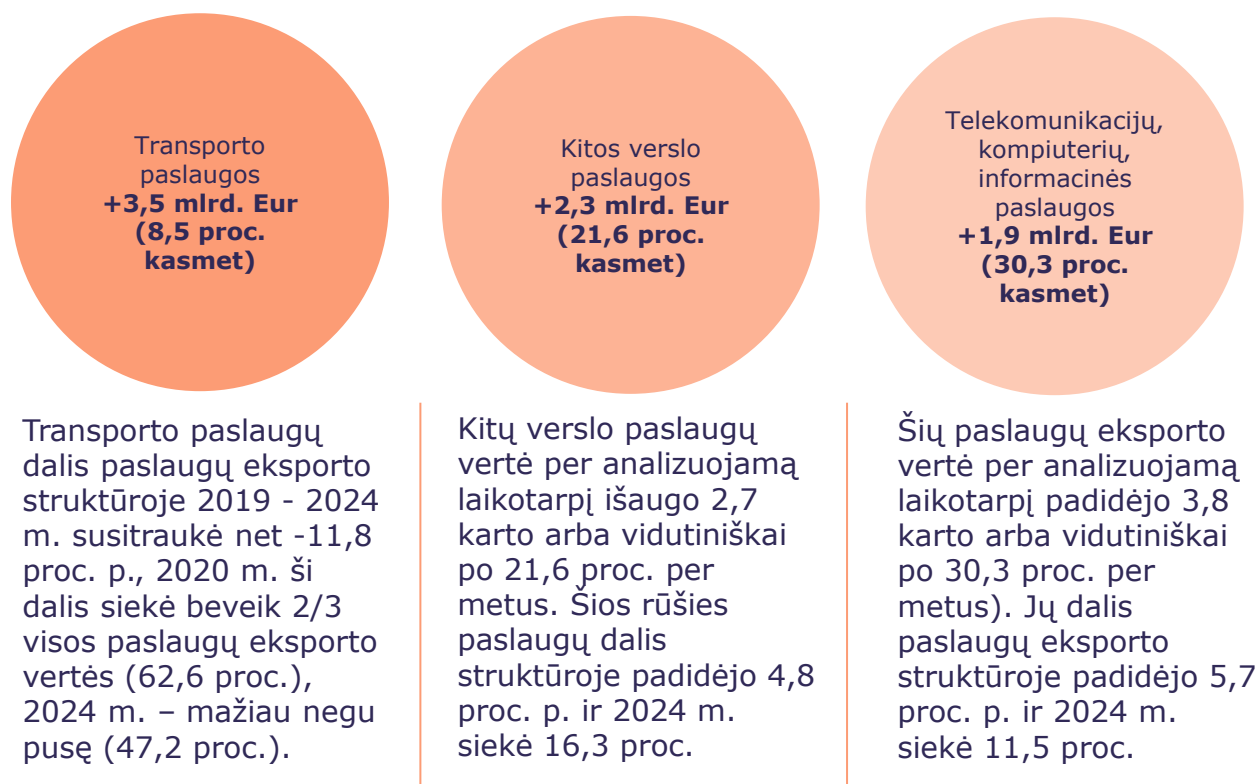 Transporto
paslaugos
+3,5 mlrd. Eur
(8,5 proc.
kasmet)
Kitos verslo
paslaugos
+2,3 mlrd. Eur
(21,6 proc.
kasmet)
Telekomunikacijų,
kompiuterių,
informacinės
paslaugos
+1,9 mlrd. Eur
(30,3 proc.
kasmet)
Transporto paslaugų
dalis paslaugų eksporto
struktūroje 2019 - 2024
m. susitraukė net -11,8
proc. p., 2020 m. ši
dalis siekė beveik 2/3
visos paslaugų eksporto
vertės (62,6 proc.),
2024 m. – mažiau negu
pusę (47,2 proc.).
Kitų verslo paslaugų
vertė per analizuojamą
laikotarpį išaugo 2,7
karto arba vidutiniškai
po 21,6 proc. per
metus. Šios rūšies
paslaugų dalis
struktūroje padidėjo 4,8
proc. p. ir 2024 m.
siekė 16,3 proc.
Šių paslaugų eksporto
vertė per analizuojamą
laikotarpį padidėjo 3,8
karto arba vidutiniškai
po 30,3 proc. per
metus). Jų dalis
paslaugų eksporto
struktūroje padidėjo 5,7
proc. p. ir 2024 m.
siekė 11,5 proc.